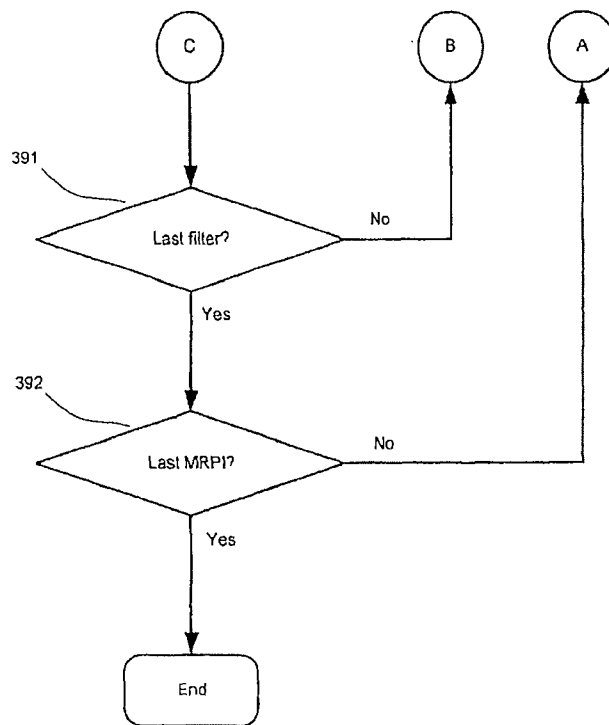 C
B
A
391
Last filter?
No
Yes
392
Last MRPI?
No
Yes
End